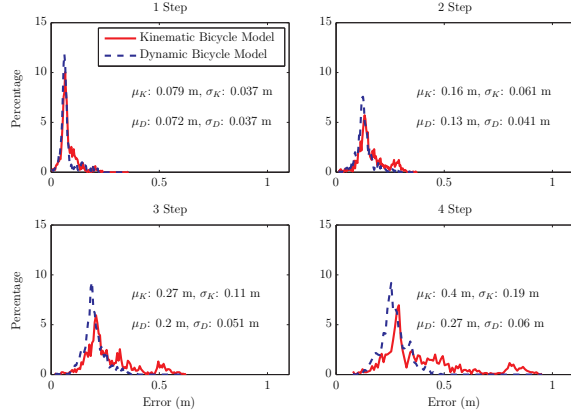 1 Step
2 Step
15
10
5
0
Percentage
Kinematic Bicycle Model
Dynamic Bicycle Model
μK: 0.079 m, σK: 0.037 m
μD: 0.072 m, σD: 0.037 m
0
0.5
1
15
10
5
0
μK: 0.16 m, σK: 0.061 m
μD: 0.13 m, σD: 0.041 m
0
0.5
1
3 Step
4 Step
15
10
5
0
Percentage
μK: 0.27 m, σK: 0.11 m
μD: 0.2 m, σD: 0.051 m
0
0.5
1
Error (m)
15
10
5
0
μK: 0.4 m, σK: 0.19 m
μD: 0.27 m, σD: 0.06 m
0
0.5
1
Error (m)